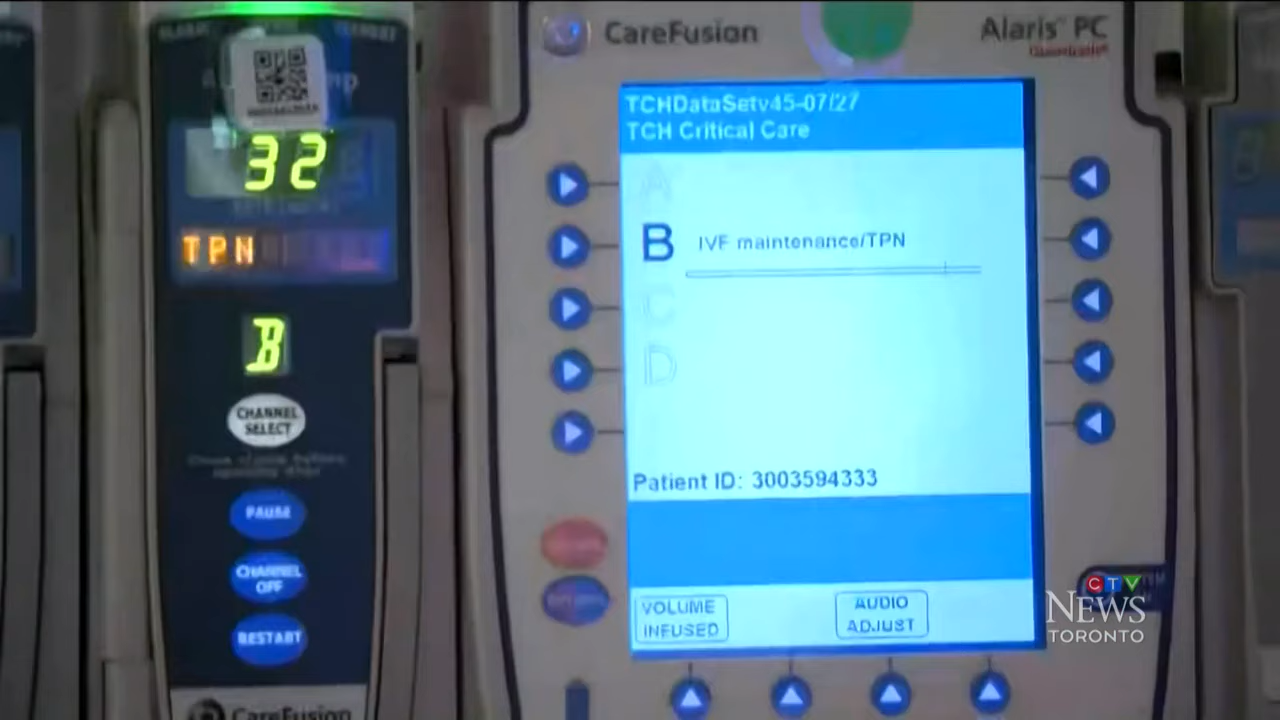 CareFusion
Alaris™ PC
32
TPN
B
CHANNEL
SELECT
PAUSE
CHANNEL
OFF
RESTART
CareFusion
TCHDataSetv45-07/27
TCH Critical Care
A
B IVF maintenance/TPN
C
D
Patient ID: 3003594333
VOLUME
INFUSED
AUDIO
ADJUST
CTV
NEWS
TORONTO